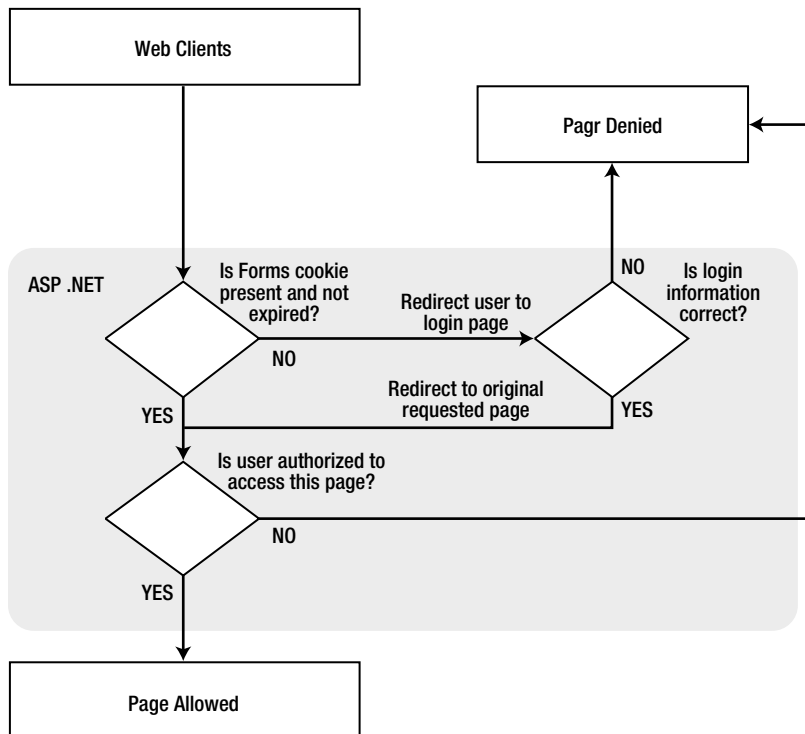 Web Clients
Pagr Denied
ASP .NET
Is Forms cookie
present and not
expired?
Redirect user to
login page
NO
Is login
information
correct?
NO
Redirect to original
requested page
YES
YES
Is user authorized to
access this page?
NO
YES
Page Allowed